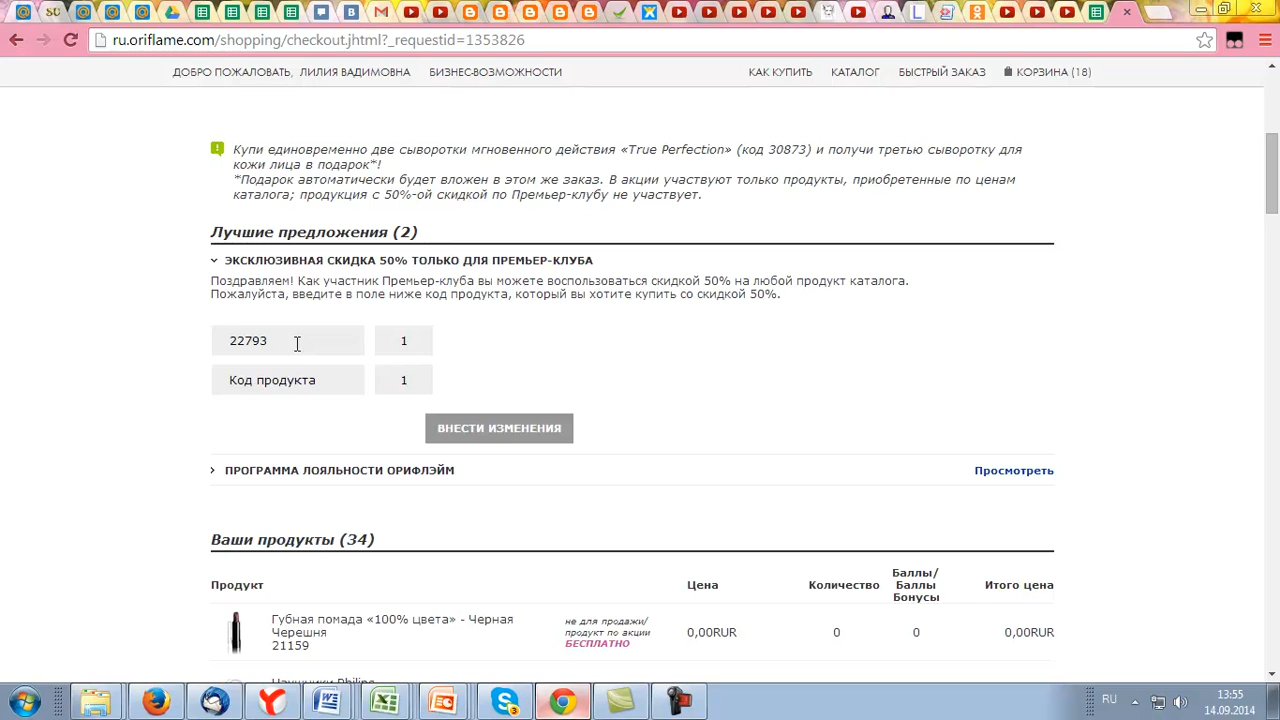 ru.oriflame.com/shopping/checkout.jhtml?_requestid=1353826
ДОБРО ПОЖАЛОВАТЬ, ЛИЛИЯ ВАДИМОВНА БИЗНЕС-ВОЗМОЖНОСТИ КАК КУПИТЬ КАТАЛОГ БЫСТРЫЙ ЗАКАЗ КОРЗИНА (18)
Купи единовременно две сыворотки мгновенного действия «True Perfection» (код 30873) и получи третью сыворотку для
кожи лица в подарок*!
*Подарок автоматически будет вложен в этом же заказ. В акции участвуют только продукты, приобретенные по ценам
каталога; продукция с 50%-ой скидкой по Премьер-клубу не участвует.
Лучшие предложения (2)
ЭКСКЛЮЗИВНАЯ СКИДКА 50% ТОЛЬКО ДЛЯ ПРЕМЬЕР-КЛУБА
Поздравляем! Как участник Премьер-клуба вы можете воспользоваться скидкой 50% на любой продукт каталога.
Пожалуйста, введите в поле ниже код продукта, который вы хотите купить со скидкой 50%.
22793 1
Код продукта 1
ВНЕСТИ ИЗМЕНЕНИЯ
ПРОГРАММА ЛОЯЛЬНОСТИ ОРИФЛЭЙМ Просмотреть
Ваши продукты (34)
Продукт Цена Количество Баллы/ Баллы Бонусы Итого цена
Губная помада «100% цвета» - Черная
Черешня
21159
не для продажи/
продукт по акции
БЕСПЛАТНО
0,00RUR 0 0 0,00RUR
Наушники Philips
RU
13:55
14.09.2014